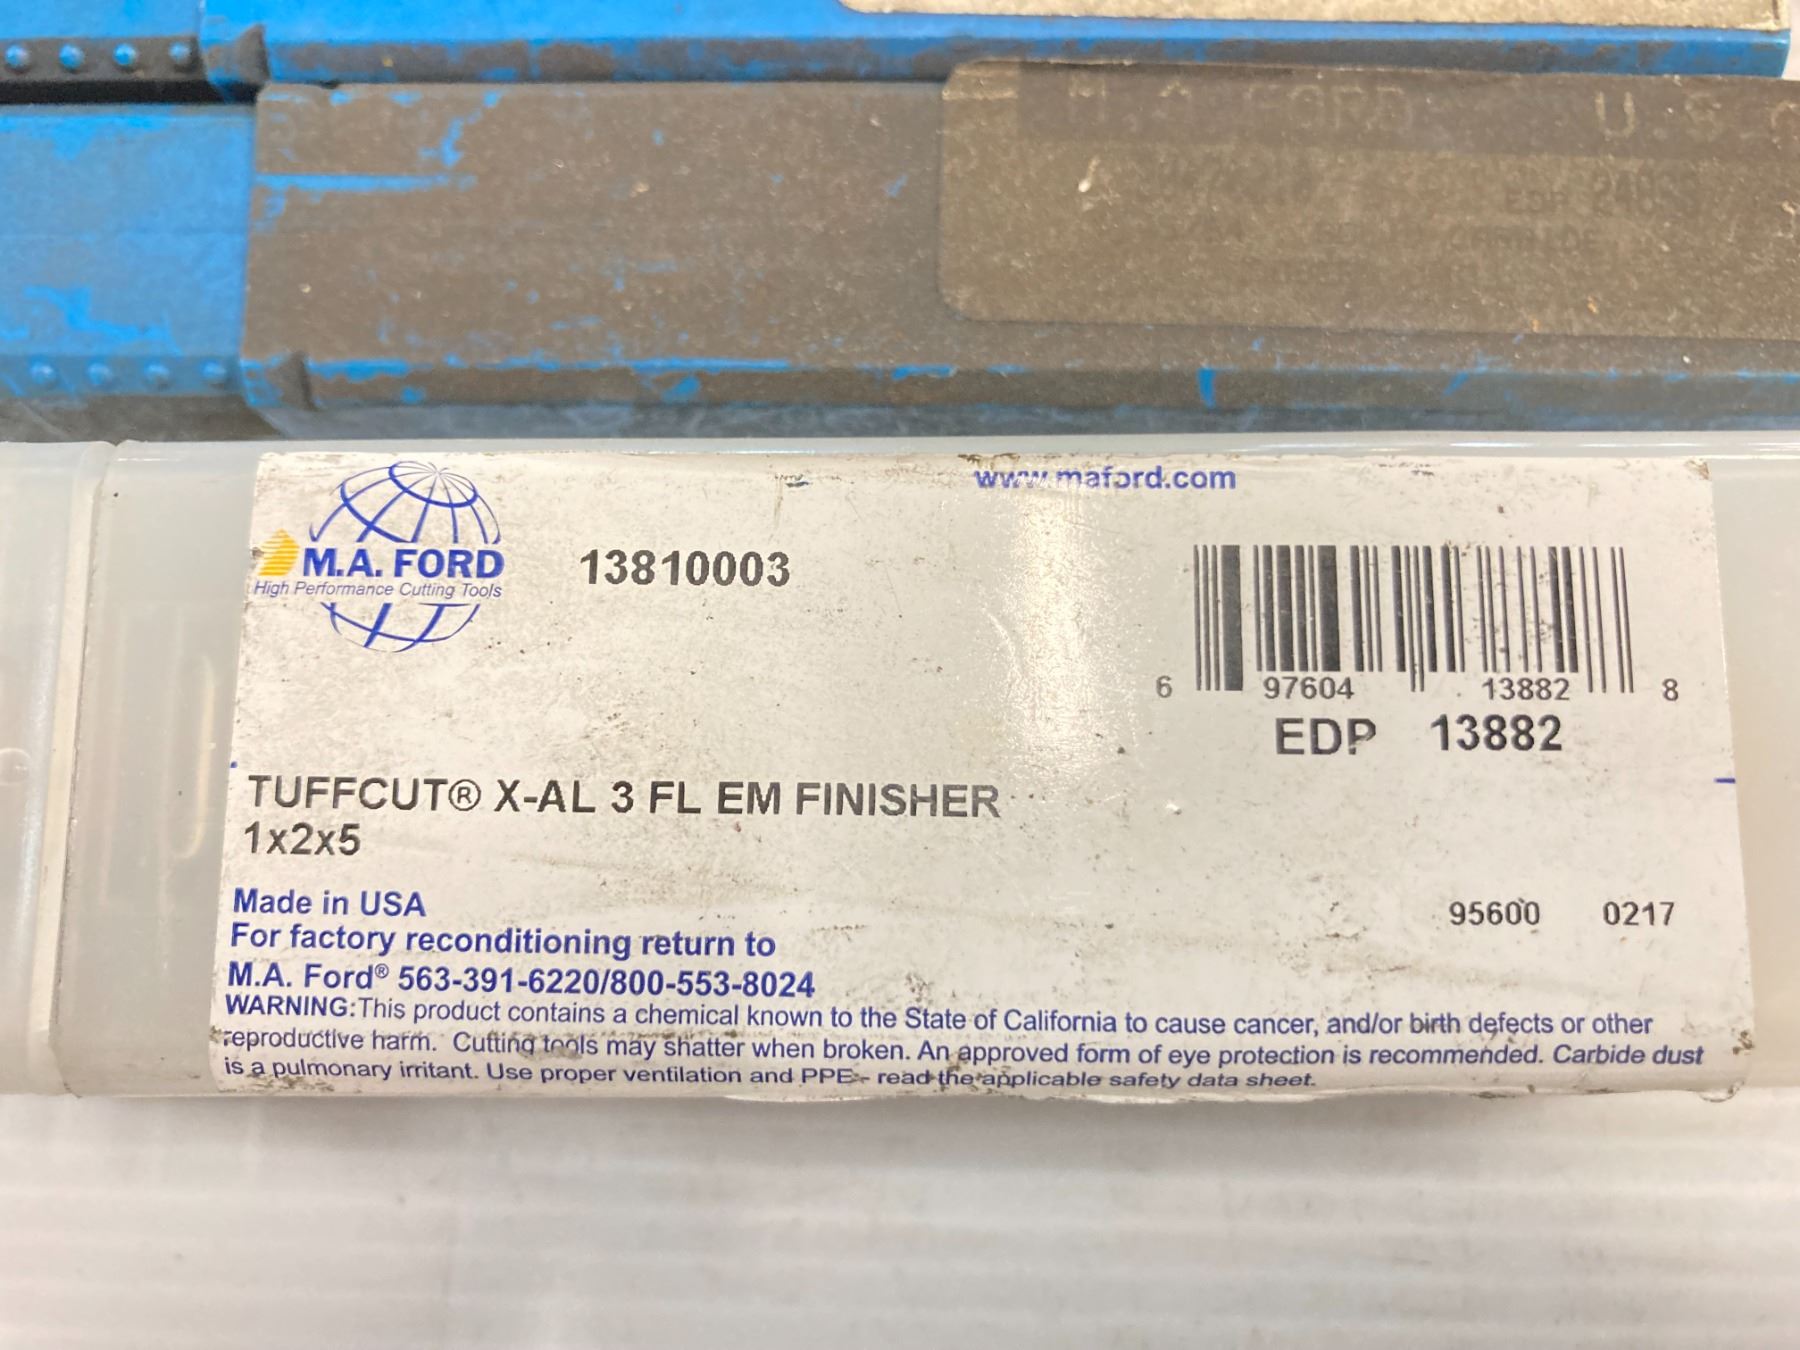 M.A. FORD U.S.
EDP
www.maford.com
M.A. FORD
High Performance Cutting Tools
13810003
6 97604 13882 8
EDP 13882
TUFFCUT® X-AL 3 FL EM FINISHER
1x2x5
Made in USA
95600 0217
For factory reconditioning return to
M.A. Ford® 563-391-6220/800-553-8024
WARNING:This product contains a chemical known to the State of California to cause cancer, and/or birth defects or other
reproductive harm. Cutting tools may shatter when broken. An approved form of eye protection is recommended. Carbide dust
is a pulmonary irritant. Use proper ventilation and PPE - read the applicable safety data sheet.